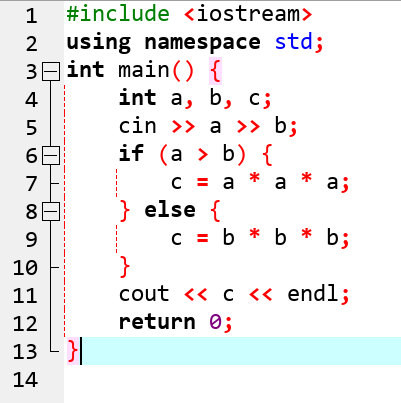 1 #include <iostream>
2 using namespace std;
3 int main() {
4     int a, b, c;
5     cin >> a >> b;
6     if (a > b) {
7         c = a * a * a;
8     } else {
9         c = b * b * b;
10     }
11     cout << c << endl;
12     return 0;
13 }
14